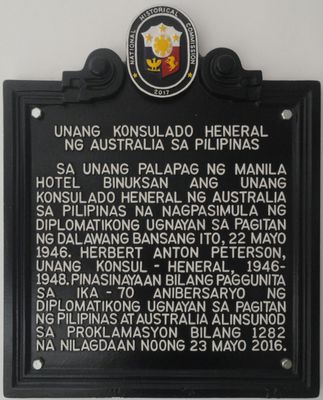 NATIONAL HISTORICAL COMMISSION
2017
UNANG KONSULADO HENERAL
NG AUSTRALIA SA PILIPINAS
SA UNANG PALAPAG NG MANILA
HOTEL BINUKSAN ANG UNANG
KONSULADO HENERAL NG AUSTRALIA
SA PILIPINAS NA NAGPASIMULA NG
DIPLOMATIKONG UGNAYAN SA PAGITAN
NG DALAWANG BANSANG ITO, 22 MAYO
1946. HERBERT ANTON PETERSON,
UNANG KONSUL - HENERAL, 1946-
1948. PINASINAYAAN BILANG PAGGUNITA
SA IKA - 70 ANIBERSARYO NG
DIPLOMATIKONG UGNAYAN SA PAGITAN
NG PILIPINAS AT AUSTRALIA ALINSUNOD
SA PROKLAMASYON BILANG 1282
NA NILAGDAAN NOONG 23 MAYO 2016.